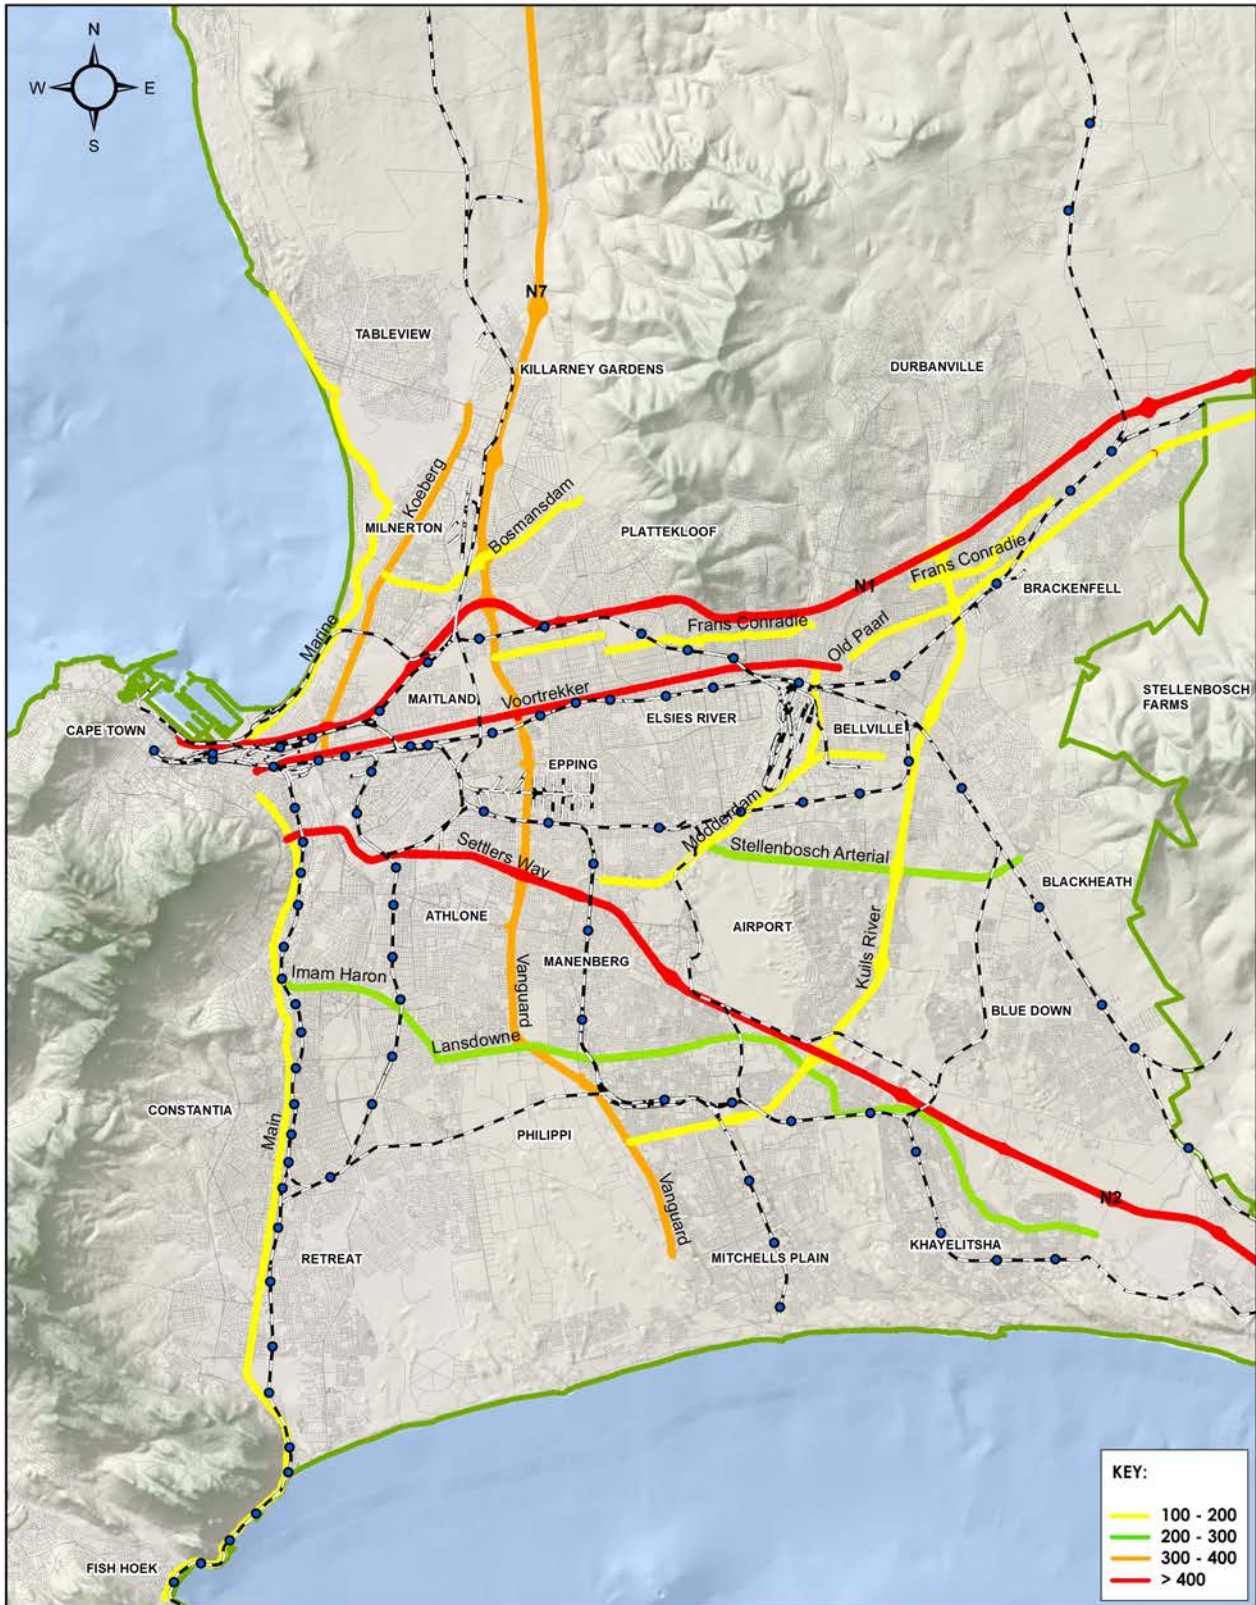 N
W
E
S
N7
TABLEVIEW
KILLARNEY GARDENS
DURBANVILLE
Koeberg
Bosmansdam
MILNERTON
PLATTEKLOOF
Frans Conradie
N1
BRACKENFELL
Marine
Frans Conradie
Old Paarl
MAITLAND
Voortrekker
STELLENBOSCH
FARMS
ELSIES RIVER
CAPE TOWN
BELLVILLE
EPPING
Modderdam
Settlers Way
Stellenbosch Arterial
BLACKHEATH
ATHLONE
AIRPORT
Kuils River
MANENBERG
Imam Haron
Vanguard
BLUE DOWN
Lansdowne
CONSTANTIA
Main
PHILIPPI
Vanguard
N2
KHAYELITSHA
RETREAT
MITCHELLS PLAIN
KEY:
100 - 200
200 - 300
300 - 400
> 400
FISH HOEK